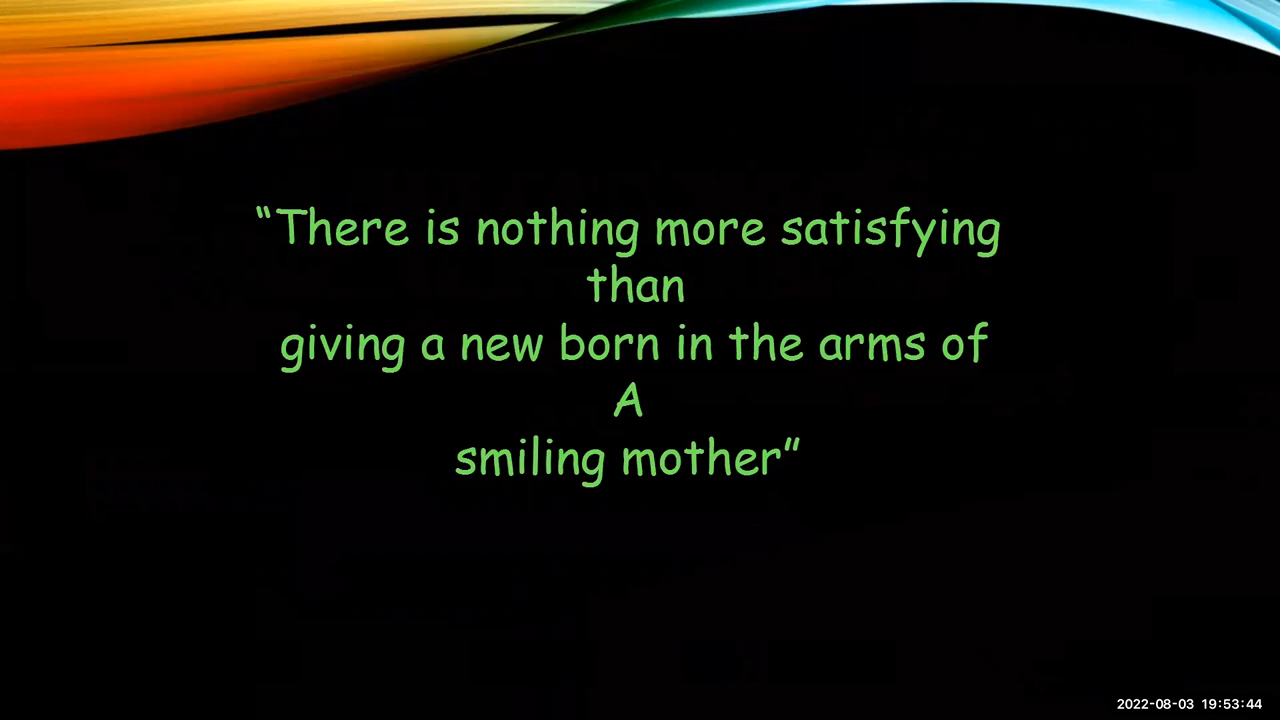 “There is nothing more satisfying
than
giving a new born in the arms of
A
smiling mother”
2022-08-03 19:53:44